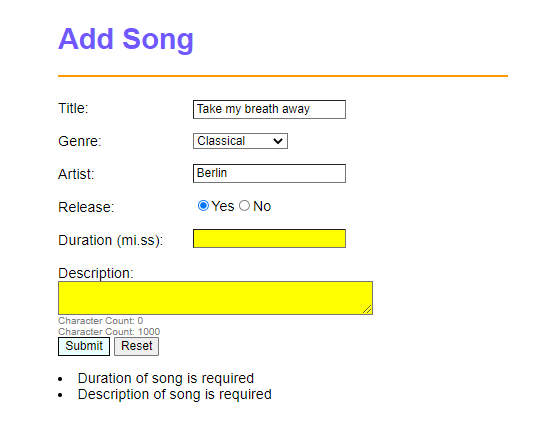 Add Song
Title: Take my breath away
Genre: Classical
Artist: Berlin
Release: Yes No
Duration (mi.ss):
Description:
Character Count: 0
Character Count: 1000
Submit Reset
• Duration of song is required
• Description of song is required